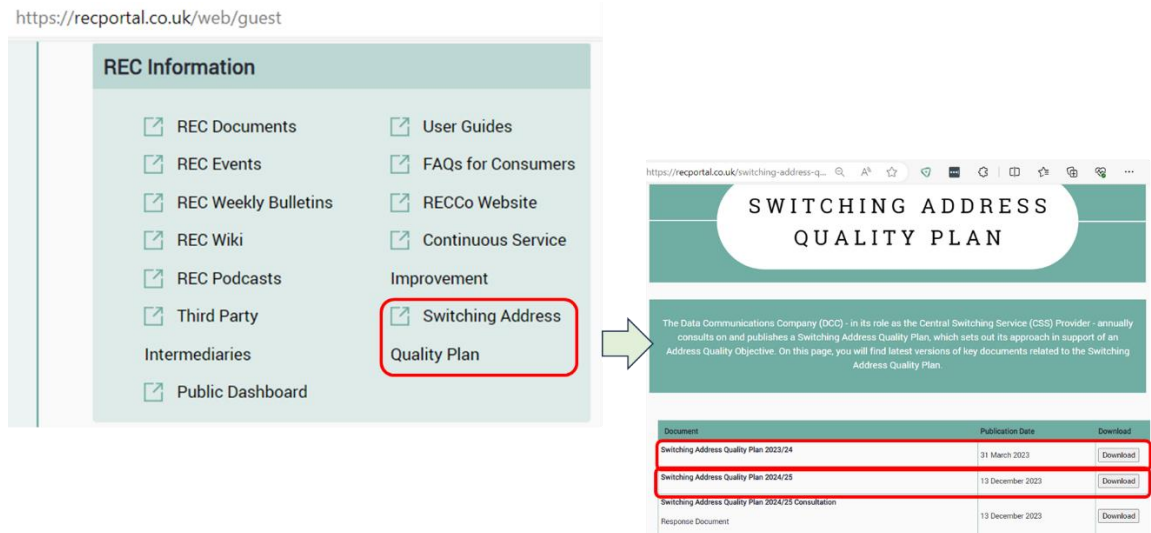 https://recportal.co.uk/web/guest
REC Information
REC Documents
REC Events
REC Weekly Bulletins
REC Wiki
REC Podcasts
Third Party
Intermediaries
Public Dashboard
User Guides
FAQs for Consumers
RECCo Website
Continuous Service
Improvement
Switching Address
Quality Plan
https://recportal.co.uk/switching-address-q...
SWITCHING ADDRESS
QUALITY PLAN
The Data Communications Company (DCC) - in its role as the Central Switching Service (CSS) Provider - annually
consults on and publishes a Switching Address Quality Plan, which sets out its approach in support of an
Address Quality Objective. On this page, you will find latest versions of key documents related to the Switching
Address Quality Plan.
Document Publication Date Download
Switching Address Quality Plan 2023/24 31 March 2023 Download
Switching Address Quality Plan 2024/25 13 December 2023 Download
Switching Address Quality Plan 2024/25 Consultation
Response Document 13 December 2023 Download